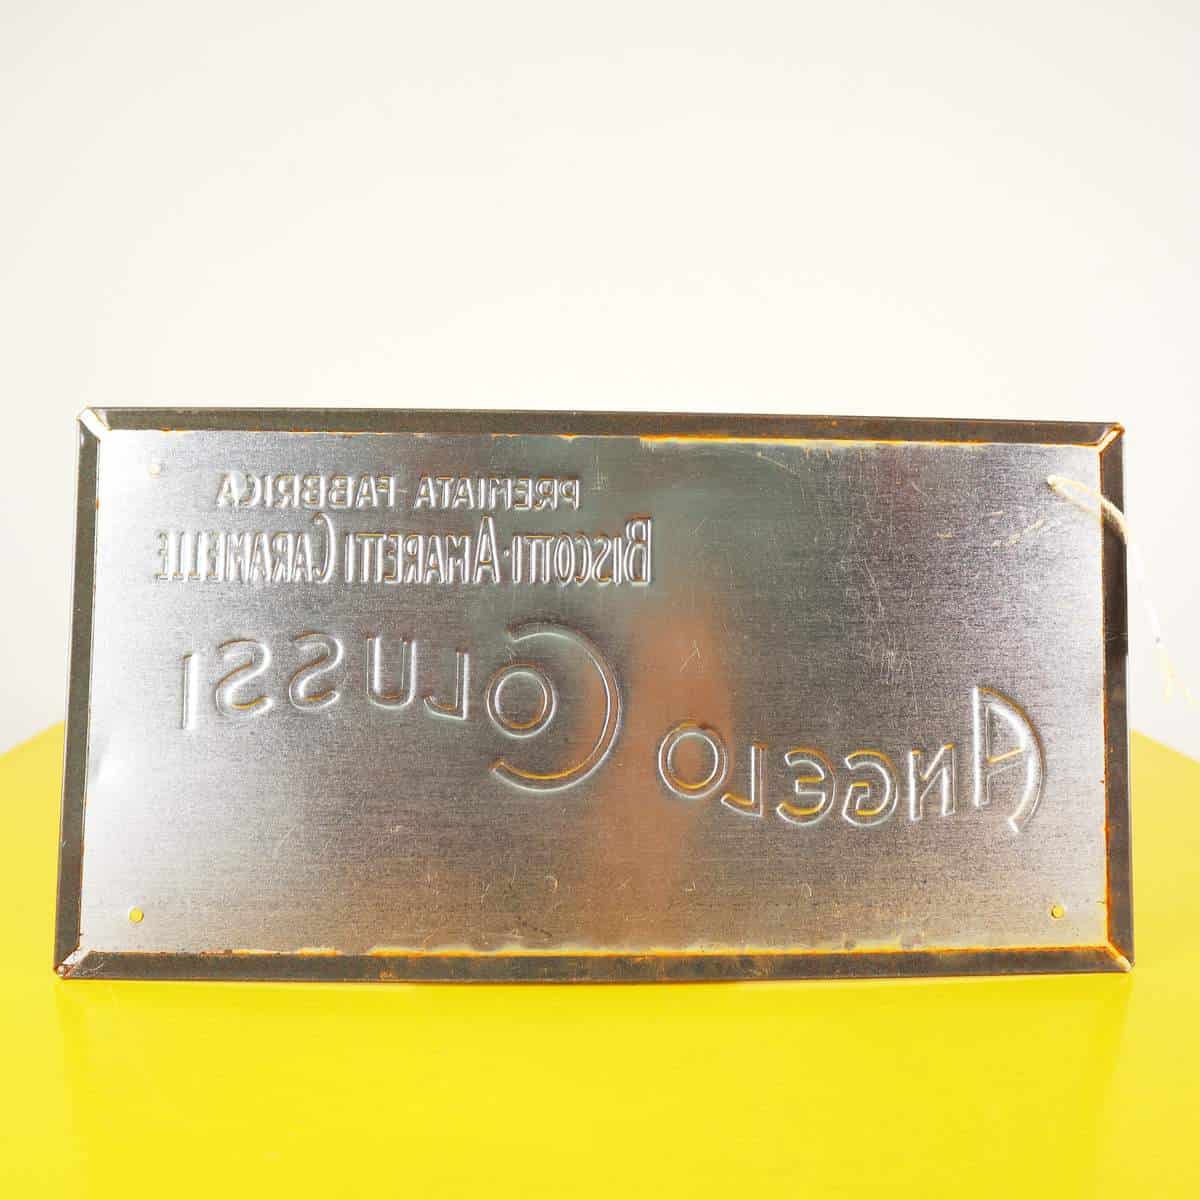 PREMIATA FABBRICA
BISCOTTI·AMARETTI CARAMELLE
ANGELO COLUSSI